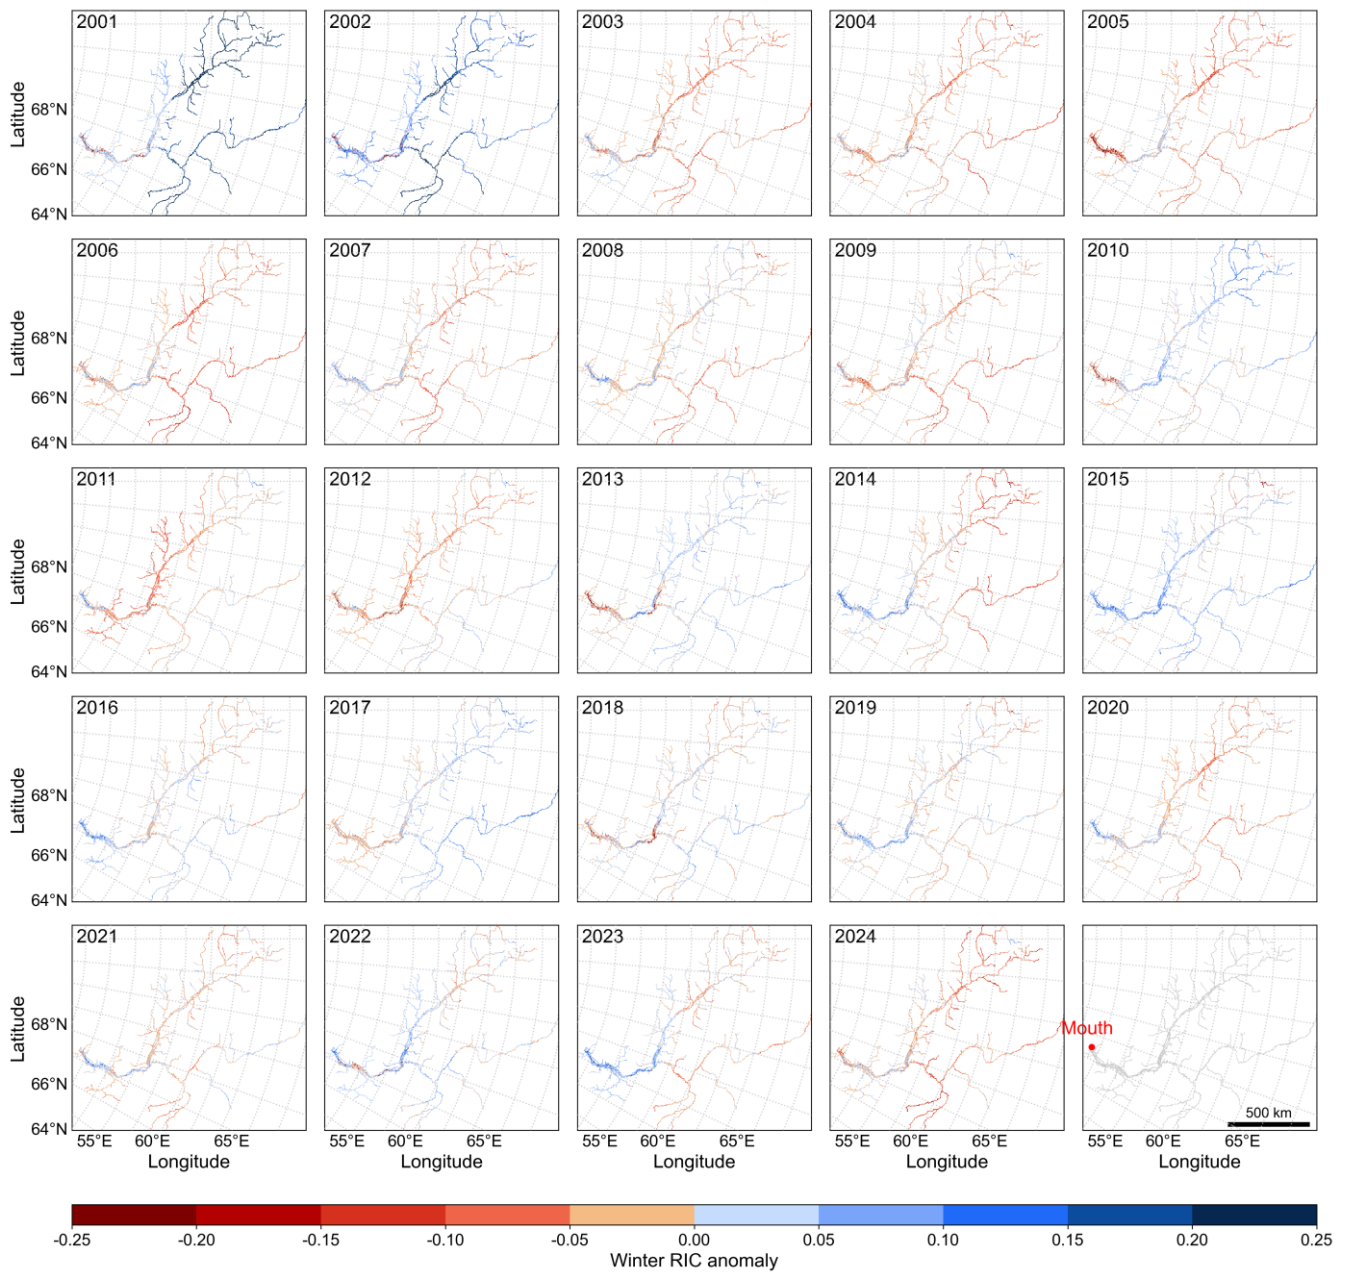 2001 2002 2003 2004 2005
Latitude
68°N
66°N
64°N
2006 2007 2008 2009 2010
Latitude
68°N
66°N
64°N
2011 2012 2013 2014 2015
Latitude
68°N
66°N
64°N
2016 2017 2018 2019 2020
Latitude
68°N
66°N
64°N
2021 2022 2023 2024
Latitude
68°N
Mouth
66°N
500 km
64°N
55°E 60°E 65°E 55°E 60°E 65°E 55°E 60°E 65°E 55°E 60°E 65°E 55°E 60°E 65°E
Longitude Longitude Longitude Longitude Longitude
-0.25 -0.20 -0.15 -0.10 -0.05 0.00 0.05 0.10 0.15 0.20 0.25
Winter RIC anomaly